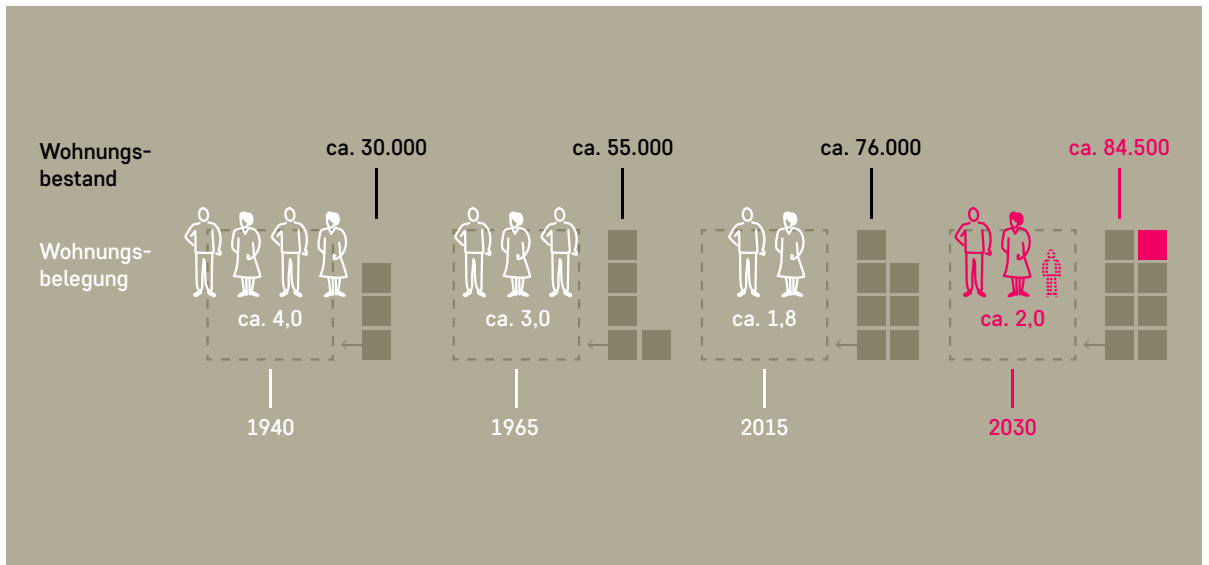 Wohnungs-
bestand
ca. 30.000
ca. 55.000
ca. 76.000
ca. 84.500
Wohnungs-
belegung
ca. 4,0
ca. 3,0
ca. 1,8
ca. 2,0
1940
1965
2015
2030